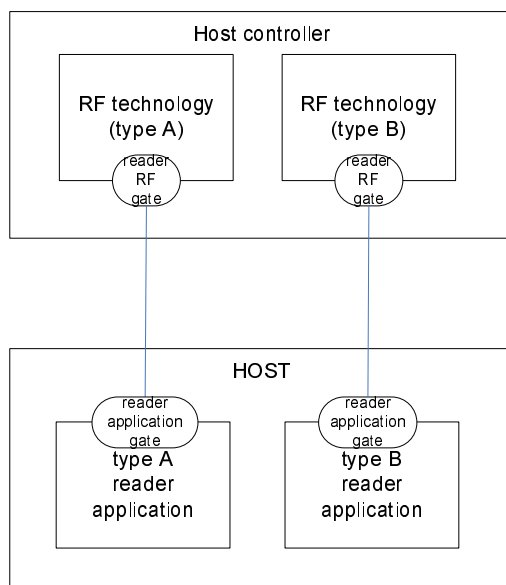 Host controller
RF technology
(type A)
reader
RF
gate
RF technology
(type B)
reader
RF
gate
HOST
reader
application
gate
type A
reader
application
reader
application
gate
type B
reader
application